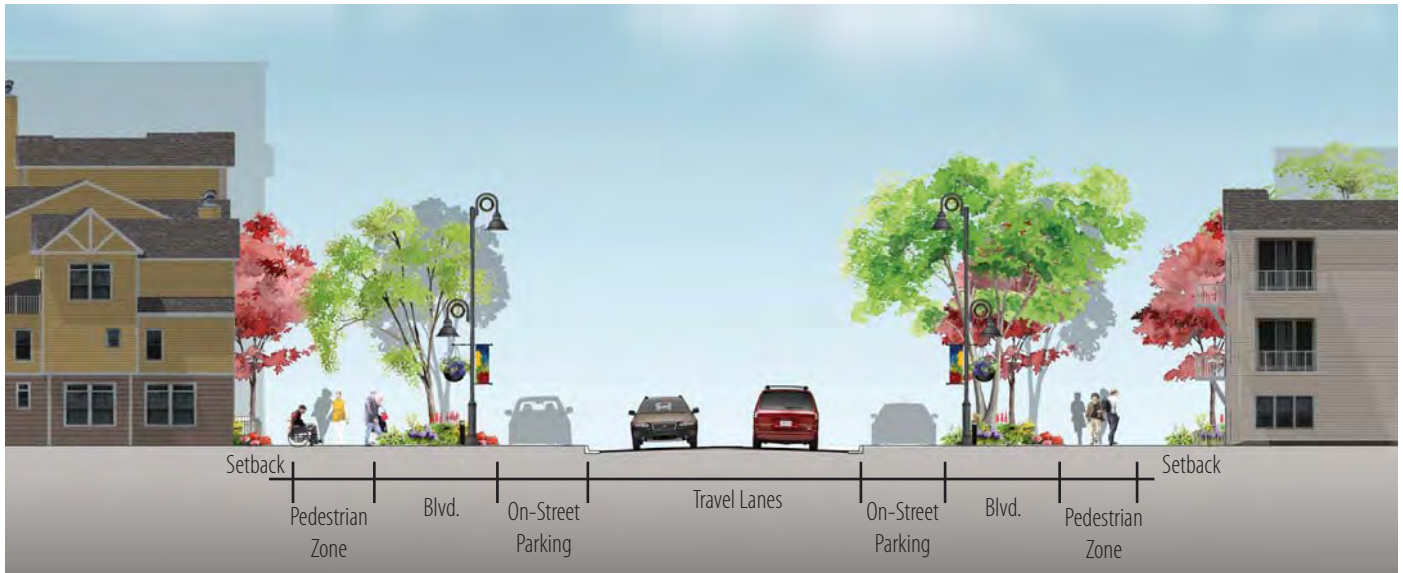 Setback
Pedestrian
Zone
Blvd.
On-Street
Parking
Travel Lanes
On-Street
Parking
Blvd.
Pedestrian
Zone
Setback